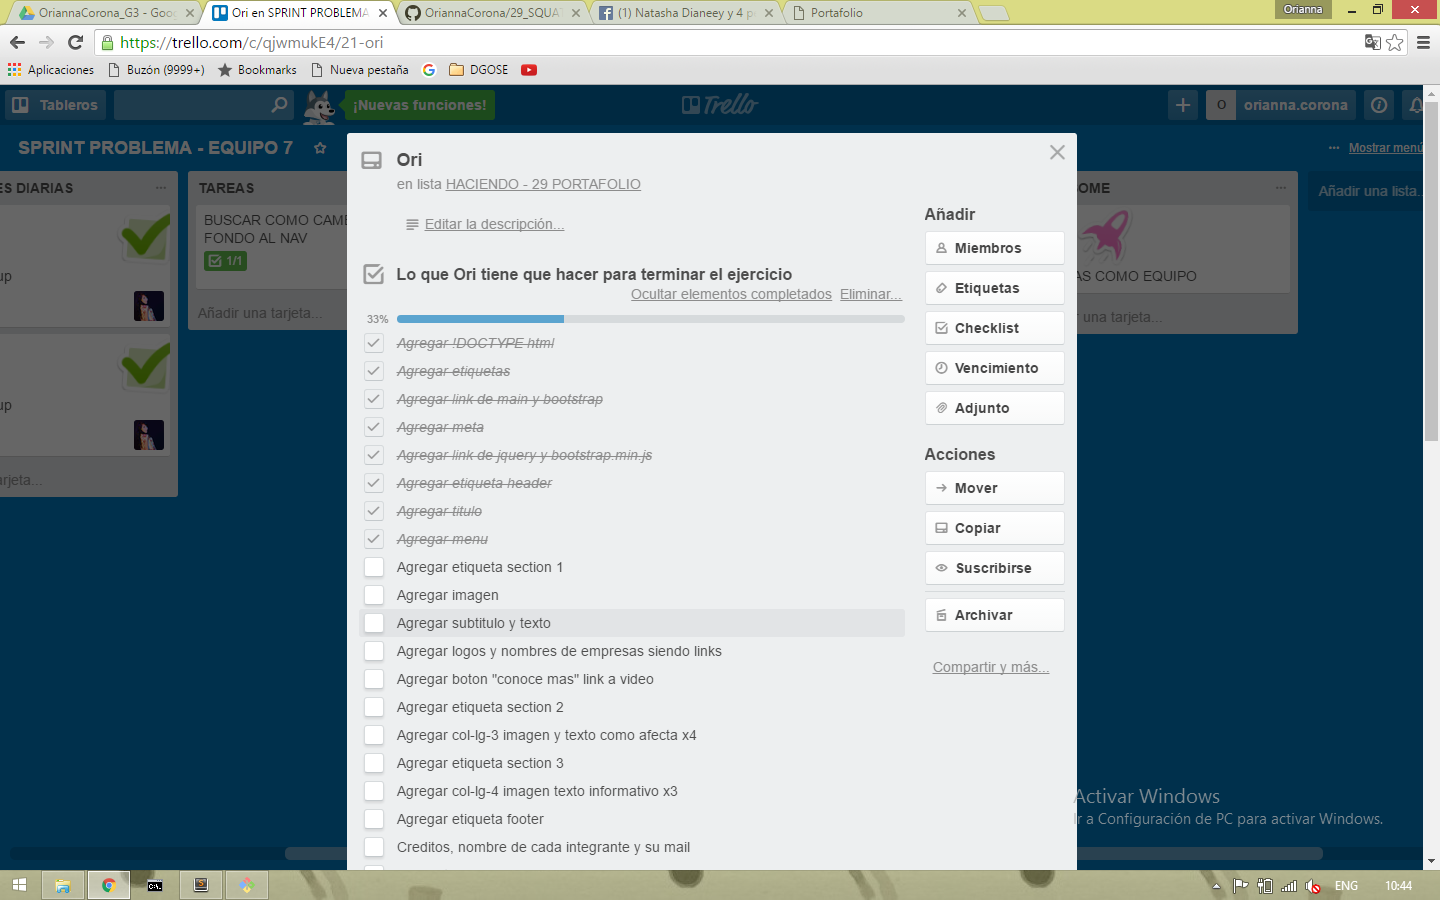 OriannaCorona_G3 - Goog
Ori en SPRINT PROBLEMA
OriannaCorona/29_SQUAT
(1) Natasha Dianeey y 4 p
Portafolio
Orianna
https://trello.com/c/qjwmukE4/21-ori
Aplicaciones
Buzón (9999+)
Bookmarks
Nueva pestaña
DGOSE
Tableros
¡Nuevas funciones!
Trello
O
orianna.corona
SPRINT PROBLEMA - EQUIPO 7
Mostrar menú
ES DIARIAS
TAREAS
OME
Añadir una lista...
BUSCAR COMO CAME
FONDO AL NAV
1/1
Añadir una tarjeta...
up
up
rjeta...
AS COMO EQUIPO
una tarjeta...
Ori
en lista HACIENDO - 29 PORTAFOLIO
Editar la descripción...
Lo que Ori tiene que hacer para terminar el ejercicio
Ocultar elementos completados Eliminar...
33%
Agregar !DOCTYPE html
Agregar etiquetas
Agregar link de main y bootstrap
Agregar meta
Agregar link de jquery y bootstrap.min.js
Agregar etiqueta header
Agregar titulo
Agregar menu
Agregar etiqueta section 1
Agregar imagen
Agregar subtitulo y texto
Agregar logos y nombres de empresas siendo links
Agregar boton "conoce mas" link a video
Agregar etiqueta section 2
Agregar col-lg-3 imagen y texto como afecta x4
Agregar etiqueta section 3
Agregar col-lg-4 imagen texto informativo x3
Agregar etiqueta footer
Creditos, nombre de cada integrante y su mail
Añadir
Miembros
Etiquetas
Checklist
Vencimiento
Adjunto
Acciones
Mover
Copiar
Suscribirse
Archivar
Compartir y más...
Activar Windows
Ir a Configuración de PC para activar Windows.
ENG
10:44